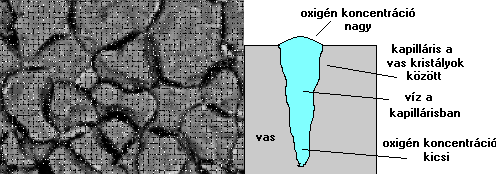 oxigén koncentráció
nagy
kapilláris a
vas kristályok
között
víz a
kapillárisban
vas
oxigén koncentráció
kicsi